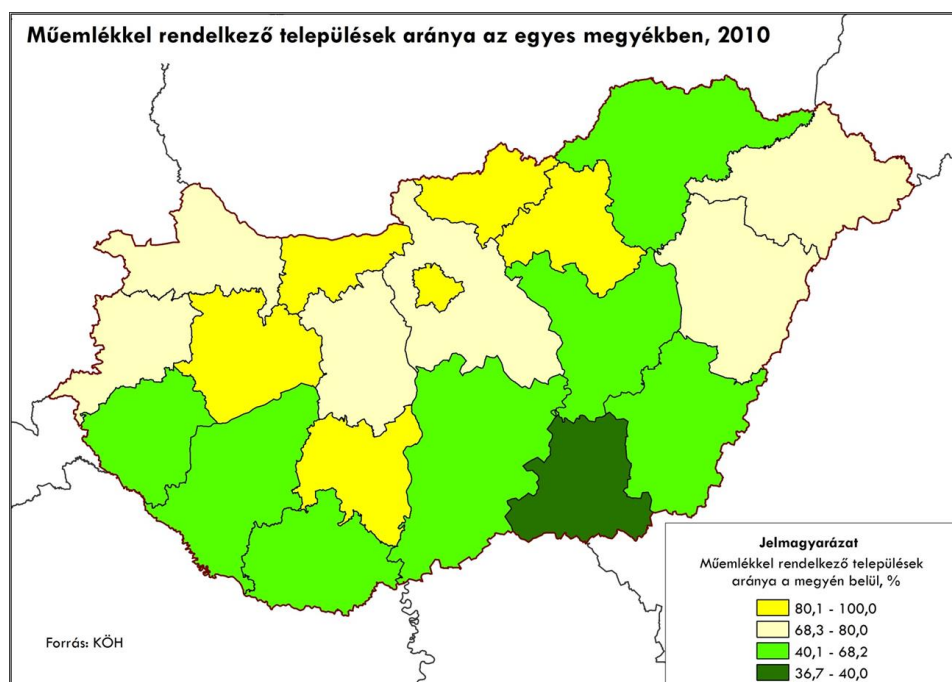 Műemlékkel rendelkező települések aránya az egyes megyékben, 2010
Jelmagyarázat
Műemlékkel rendelkező települések
aránya a megyén belül, %
80,1 - 100,0
68,3 - 80,0
40,1 - 68,2
36,7 - 40,0
Forrás: KÖH